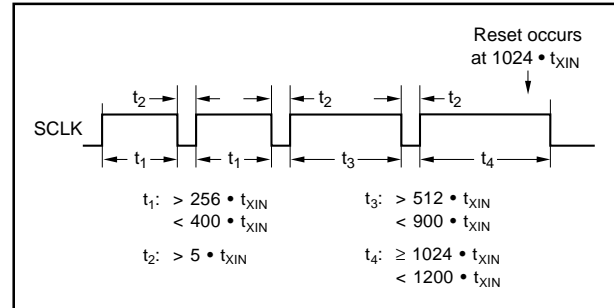 Reset occurs
at 1024 • tXIN
t2 t2 t2
SCLK
t1 t1 t3 t4
t1: > 256 • tXIN
< 400 • tXIN
t2: > 5 • tXIN
t3: > 512 • tXIN
< 900 • tXIN
t4: ≥ 1024 • tXIN
< 1200 • tXIN